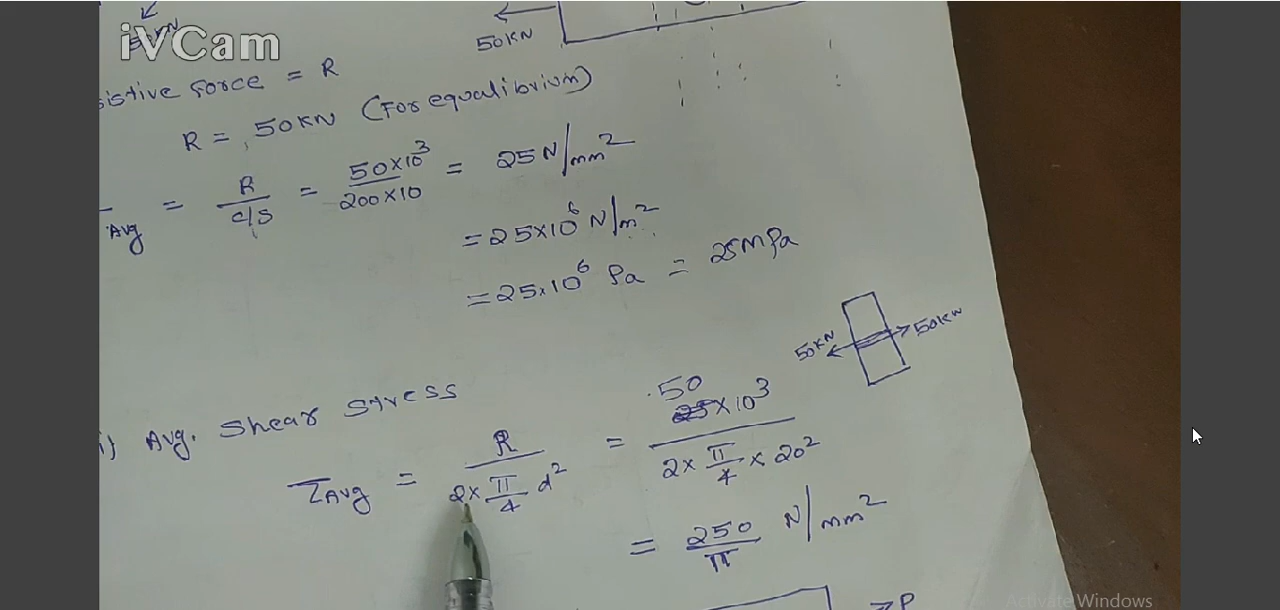 50KN
iVCam
50KN
sistive force = R
R = 50KN (For equalibrium)
Avg = R/c/s = 50×10³/200×10 = 25 N/mm²
= 25×10⁶ N/m²
= 25×10⁶ Pa = 25MPa
50KN 50KN
i) Avg. Shear Stress
τAvg = R/2×π/4 d² = 50 25×10³/2×π/4×20²
= 250/π N/mm²
P
Activate Windows